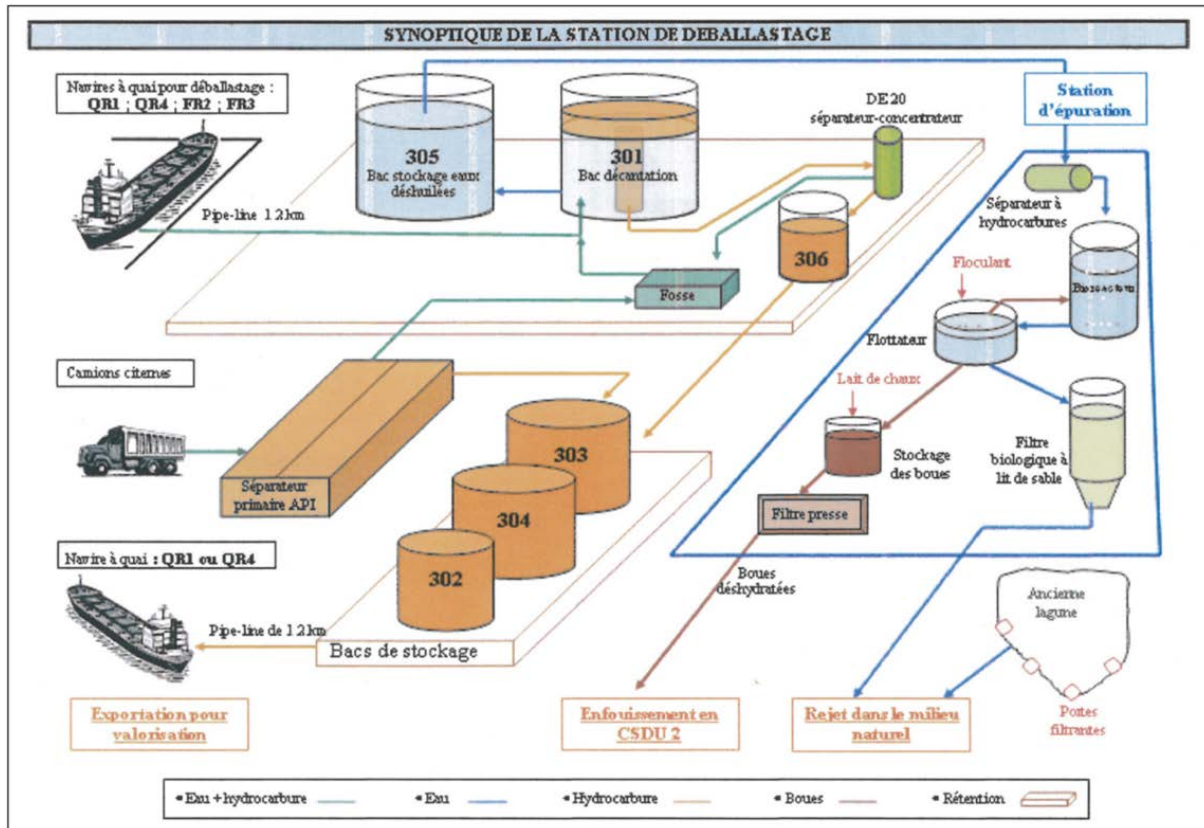 SYNOPTIQUE DE LA STATION DE DEBALLASTAGE
Navires à quai pour déballastage :
QR1 ; QR4 ; FR2 ; FR3
Pipe-line 1.2 km
305
Bac stockage eaux
déshuilées
301
Bac décantation
DE 20
séparateur-concentrateur
306
Fosse
Station
d'épuration
Séparateur à
hydrocarbures
Floculant
Flottateur
Lait de chaux
Stockage
des boues
Filtre
biologique à
lit de sable
Filtre presse
Camions citernes
Séparateur
primaire API
303
304
302
Bacs de stockage
Navire à quai : QR1 ou QR4
Pipe-line de 1.2 km
Boues
déshydratées
Ancienne
lagune
Portes
filtrantes
Exportation pour
valorisation
Enfouissement en
CSDU 2
Rejet dans le milieu
naturel
Eau + hydrocarbure
Eau
Hydrocarbure
Boues
Rétention